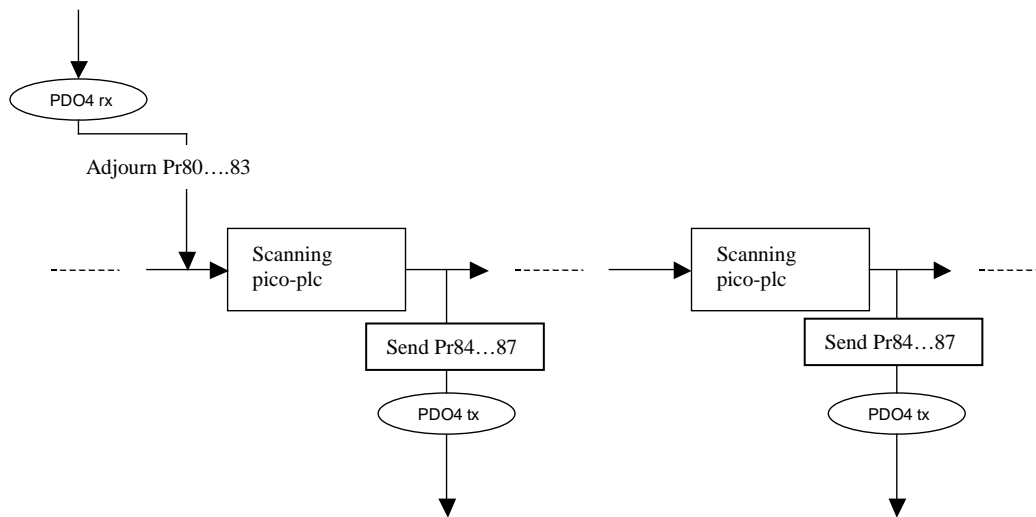 PDO4 rx
Adjourn Pr80….83
Scanning
pico-plc
Scanning
pico-plc
Send Pr84…87
Send Pr84…87
PDO4 tx
PDO4 tx